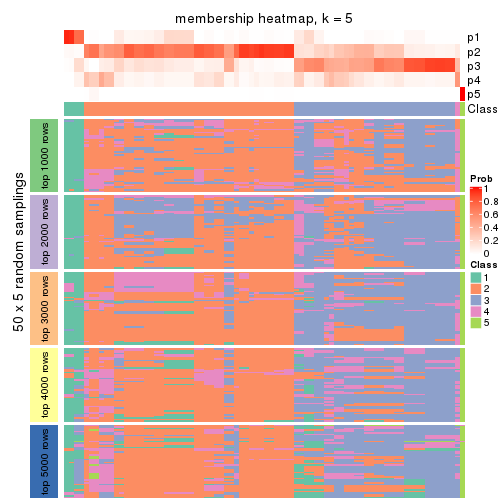 membership heatmap, k = 5
p1
p2
p3
p4
p5
Class
50 x 5 random samplings
top 1000 rows
top 2000 rows
top 3000 rows
top 4000 rows
top 5000 rows
Prob
1
0.8
0.6
0.4
0.2
0
Class
1
2
3
4
5